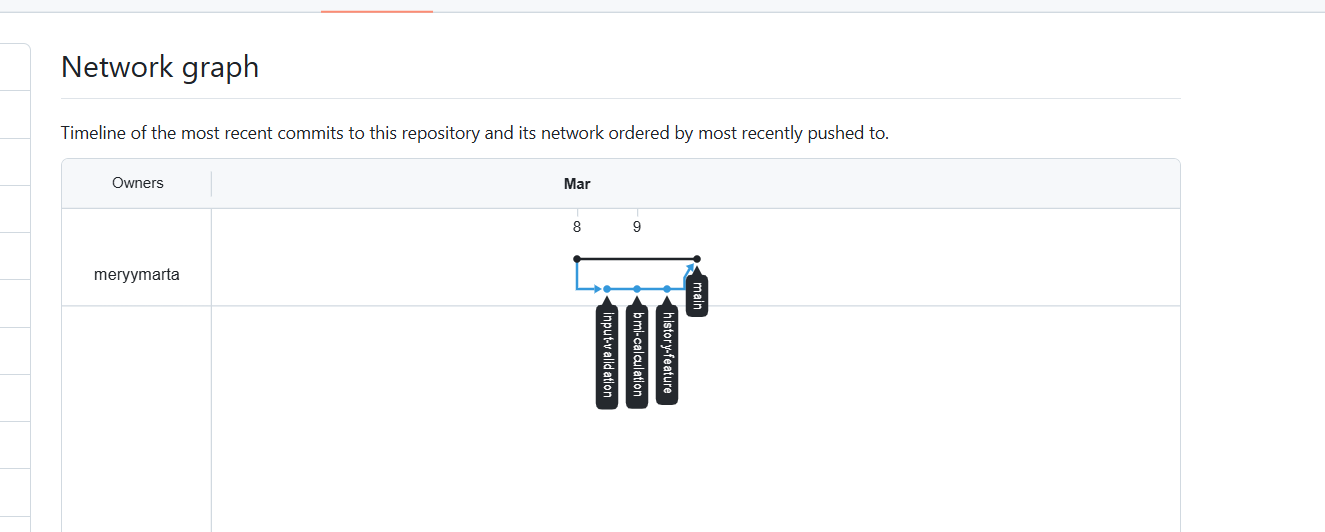 Network graph
Timeline of the most recent commits to this repository and its network ordered by most recently pushed to.
Owners
Mar
8
9
meryymarta
main
input-validation
bmi-calculation
history-feature